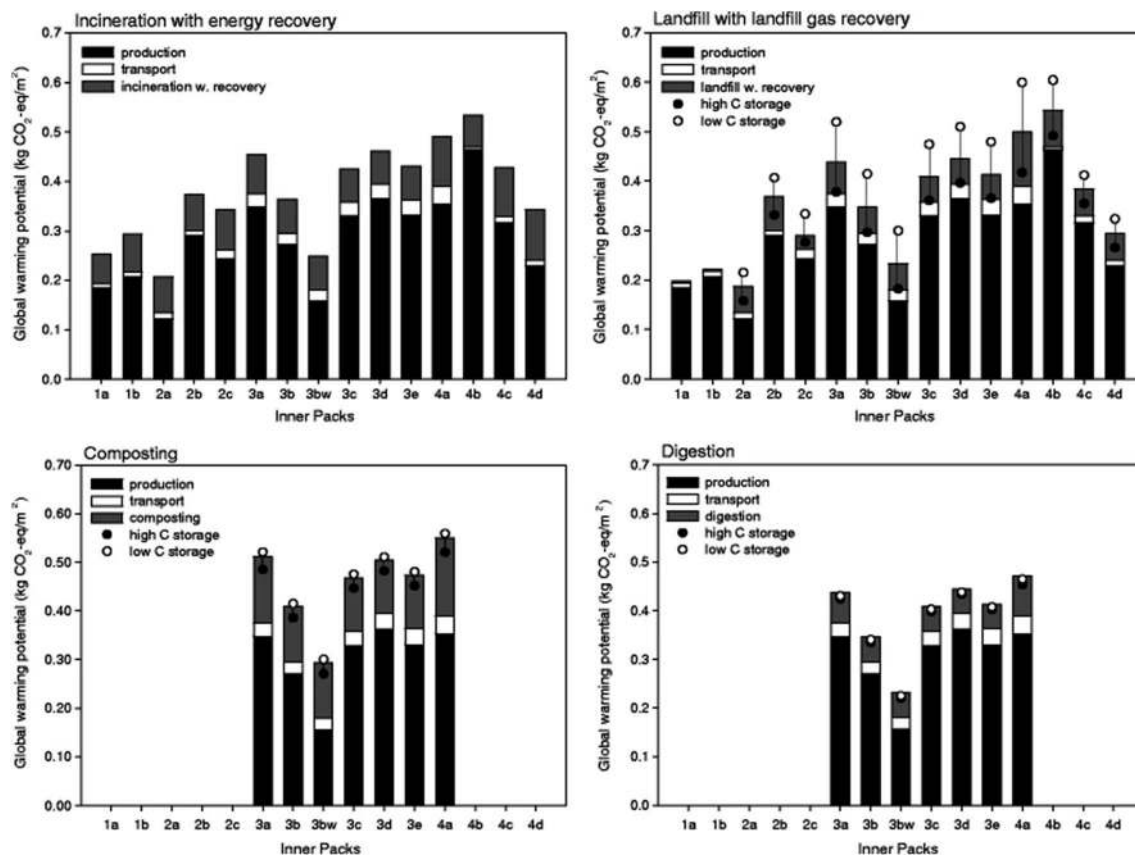 Incineration with energy recovery
Global warming potential (kg CO₂-eq/m²)
0.7
0.6
0.5
0.4
0.3
0.2
0.1
0.0
production
transport
incineration w. recovery
1a 1b 2a 2b 2c 3a 3b 3bw 3c 3d 3e 4a 4b 4c 4d
Inner Packs
Landfill with landfill gas recovery
Global warming potential (kg CO₂-eq/m²)
0.7
0.6
0.5
0.4
0.3
0.2
0.1
0.0
production
transport
landfill w. recovery
high C storage
low C storage
1a 1b 2a 2b 2c 3a 3b 3bw 3c 3d 3e 4a 4b 4c 4d
Inner Packs
Composting
Global warming potential (kg CO₂-eq/m²)
0.70
0.60
0.50
0.40
0.30
0.20
0.10
0.00
production
transport
composting
high C storage
low C storage
1a 1b 2a 2b 2c 3a 3b 3bw 3c 3d 3e 4a 4b 4c 4d
Inner Packs
Digestion
Global warming potential (kg CO₂-eq/m²)
0.7
0.6
0.5
0.4
0.3
0.2
0.1
0.0
production
transport
digestion
high C storage
low C storage
1a 1b 2a 2b 2c 3a 3b 3bw 3c 3d 3e 4a 4b 4c 4d
Inner Packs